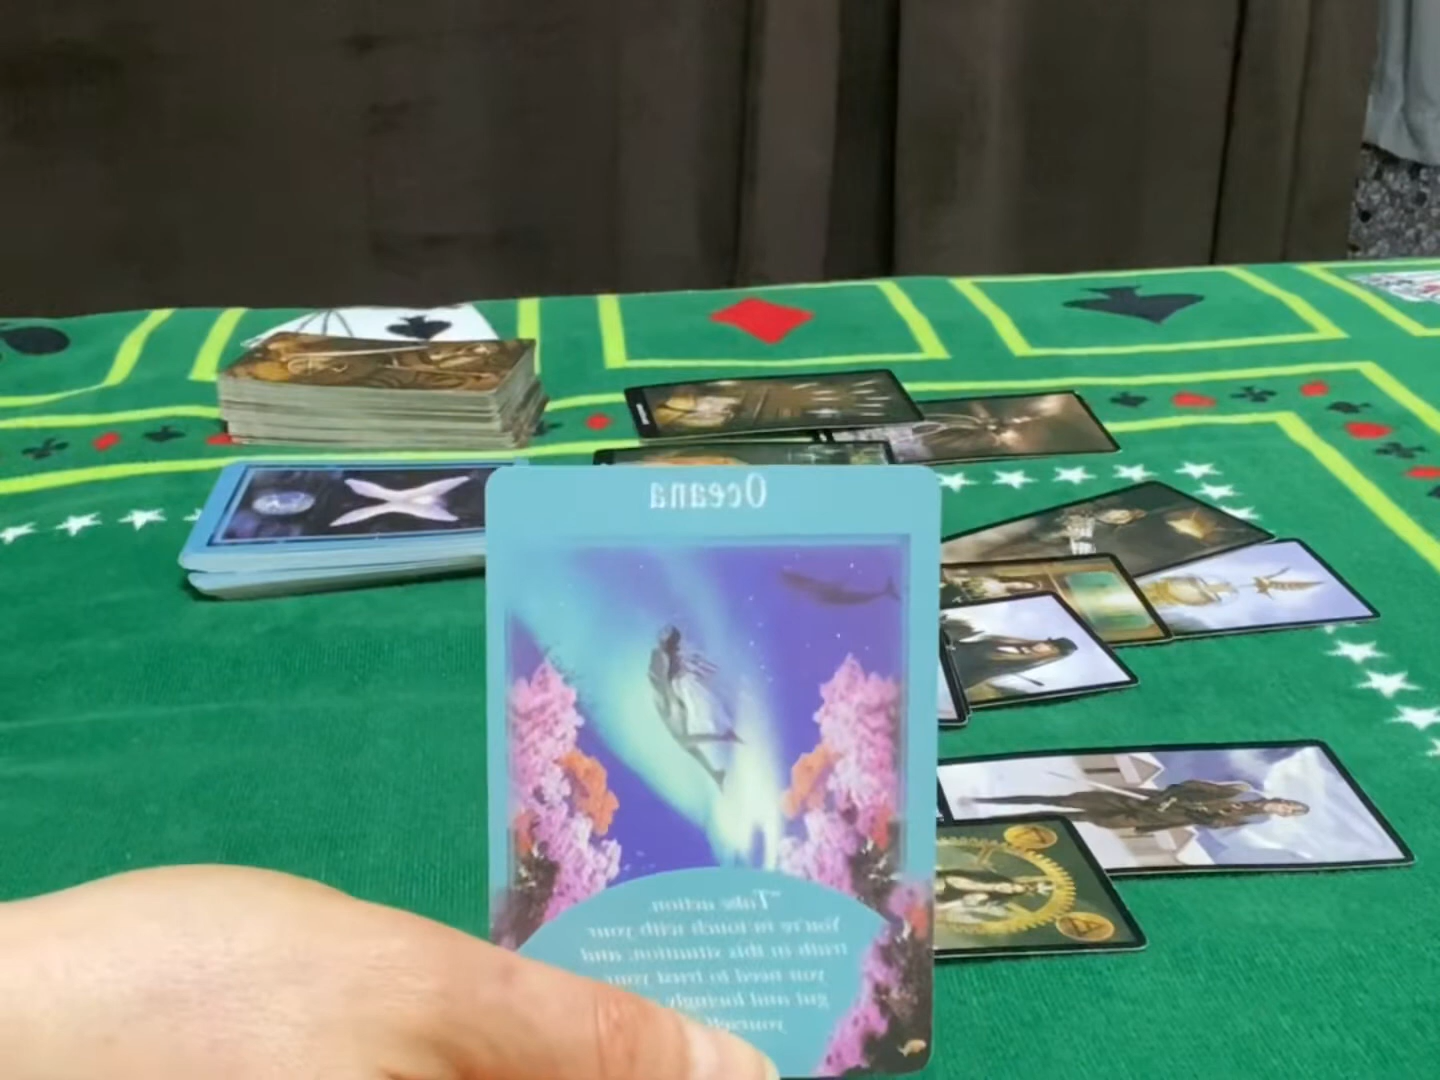 Oceana
"Take action.
You're in touch with your
truth in this situation, and
you need to trust your
gut and lovingly
yourself